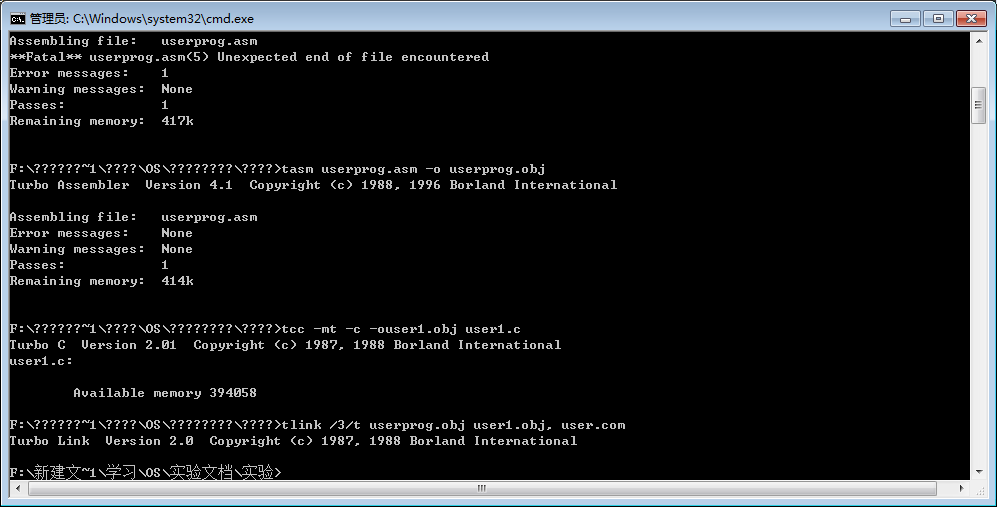 管理员: C:\Windows\system32\cmd.exe
Assembling file:   userprog.asm
**Fatal** userprog.asm(5) Unexpected end of file encountered
Error messages:    1
Warning messages:  None
Passes:            1
Remaining memory:  417k
F:\??????~1\????\OS\????????\????>tasm userprog.asm -o userprog.obj
Turbo Assembler  Version 4.1  Copyright (c) 1988, 1996 Borland International
Assembling file:   userprog.asm
Error messages:    None
Warning messages:  None
Passes:            1
Remaining memory:  414k
F:\??????~1\????\OS\????????\????>tcc -mt -c -ouser1.obj user1.c
Turbo C  Version 2.01  Copyright (c) 1987, 1988 Borland International
user1.c:
        Available memory 394058
F:\??????~1\????\OS\????????\????>tlink /3/t userprog.obj user1.obj, user.com
Turbo Link  Version 2.0  Copyright (c) 1987, 1988 Borland International
F:\新建文~1\学习\OS\实验文档\实验>